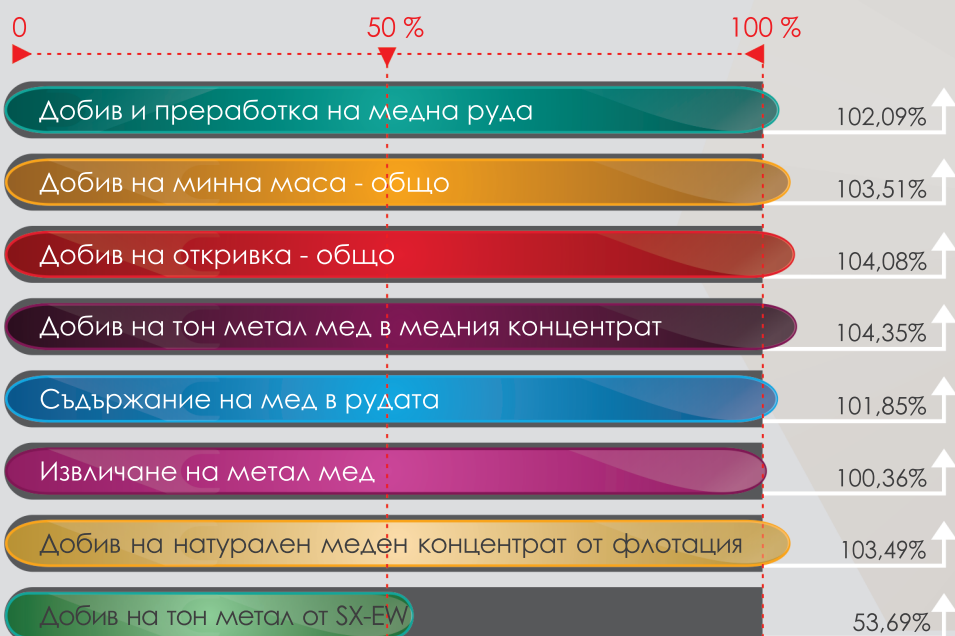 0 50 % 100 %
Добив и преработка на медна руда 102,09%
Добив на минна маса - общо 103,51%
Добив на откривка - общо 104,08%
Добив на тон метал мед в медния концентрат 104,35%
Съдържание на мед в рудата 101,85%
Извличане на метал мед 100,36%
Добив на натурален меден концентрат от флотация 103,49%
Добив на тон метал от SX-EW 53,69%